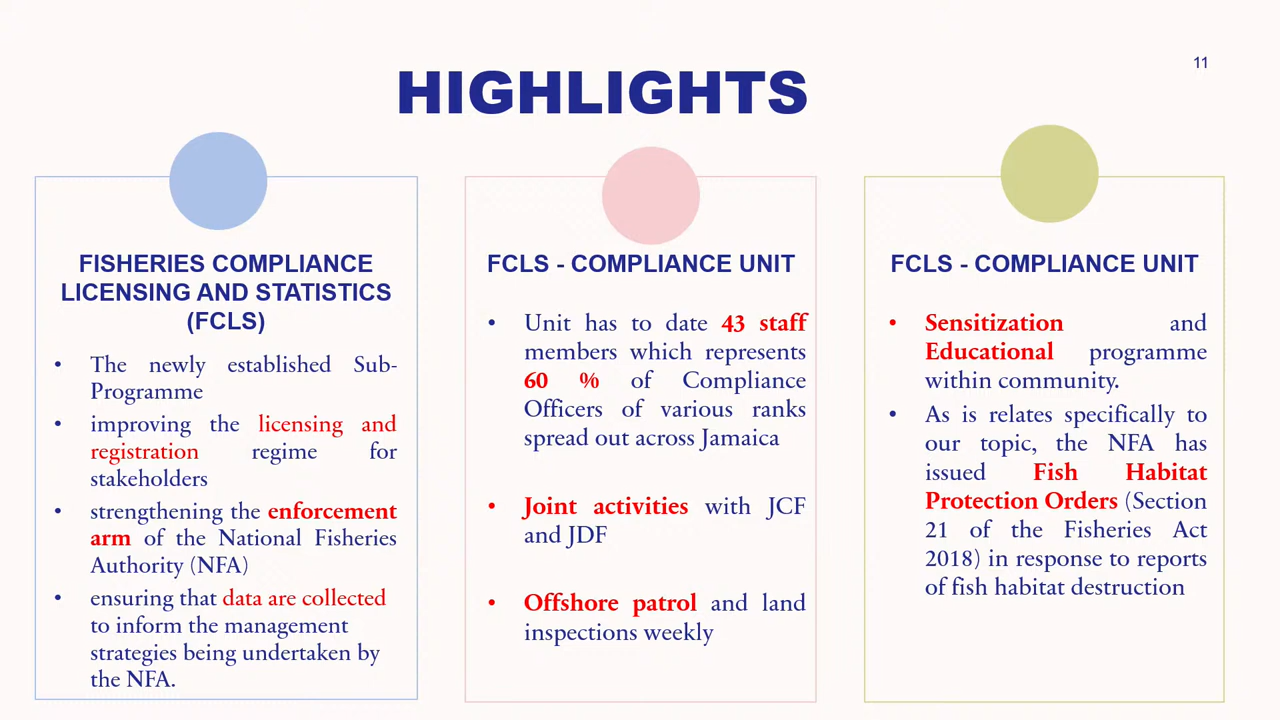 11
HIGHLIGHTS
FISHERIES COMPLIANCE
LICENSING AND STATISTICS
(FCLS)
• The newly established Sub-
Programme
• improving the licensing and
registration regime for
stakeholders
• strengthening the enforcement
arm of the National Fisheries
Authority (NFA)
• ensuring that data are collected
to inform the management
strategies being undertaken by
the NFA.
FCLS - COMPLIANCE UNIT
• Unit has to date 43 staff
members which represents
60 % of Compliance
Officers of various ranks
spread out across Jamaica
• Joint activities with JCF
and JDF
• Offshore patrol and land
inspections weekly
FCLS - COMPLIANCE UNIT
• Sensitization and
Educational programme
within community.
• As is relates specifically to
our topic, the NFA has
issued Fish Habitat
Protection Orders (Section
21 of the Fisheries Act
2018) in response to reports
of fish habitat destruction